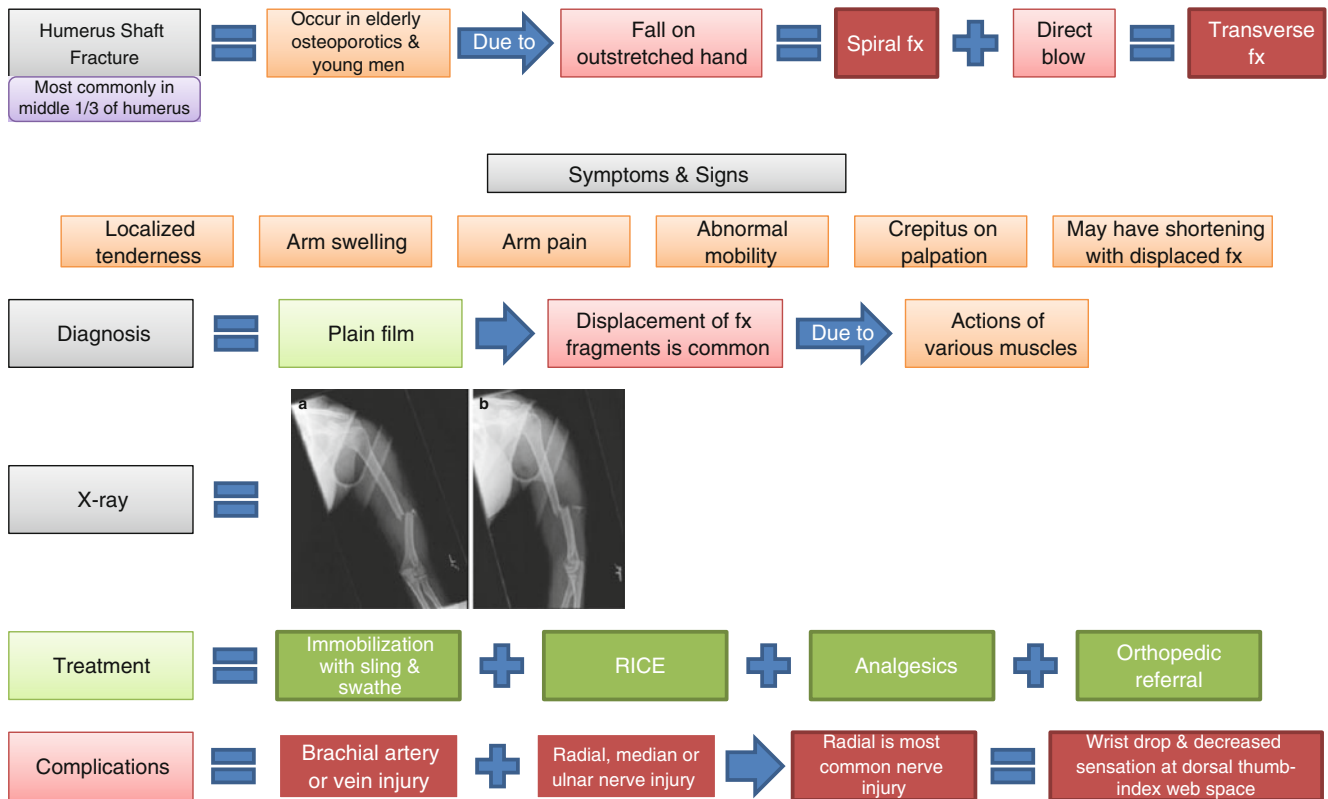 Humerus Shaft
Fracture
Most commonly in
middle 1/3 of humerus
Occur in elderly
osteoporotics &
young men
Due to
Fall on
outstretched hand
Spiral fx
Direct
blow
Transverse
fx
Symptoms & Signs
Localized
tenderness
Arm swelling
Arm pain
Abnormal
mobility
Crepitus on
palpation
May have shortening
with displaced fx
Diagnosis
Plain film
Displacement of fx
fragments is common
Due to
Actions of
various muscles
X-ray
a
b
Treatment
Immobilization
with sling &
swathe
RICE
Analgesics
Orthopedic
referral
Complications
Brachial artery
or vein injury
Radial, median or
ulnar nerve injury
Radial is most
common nerve
injury
Wrist drop & decreased
sensation at dorsal thumb-
index web space